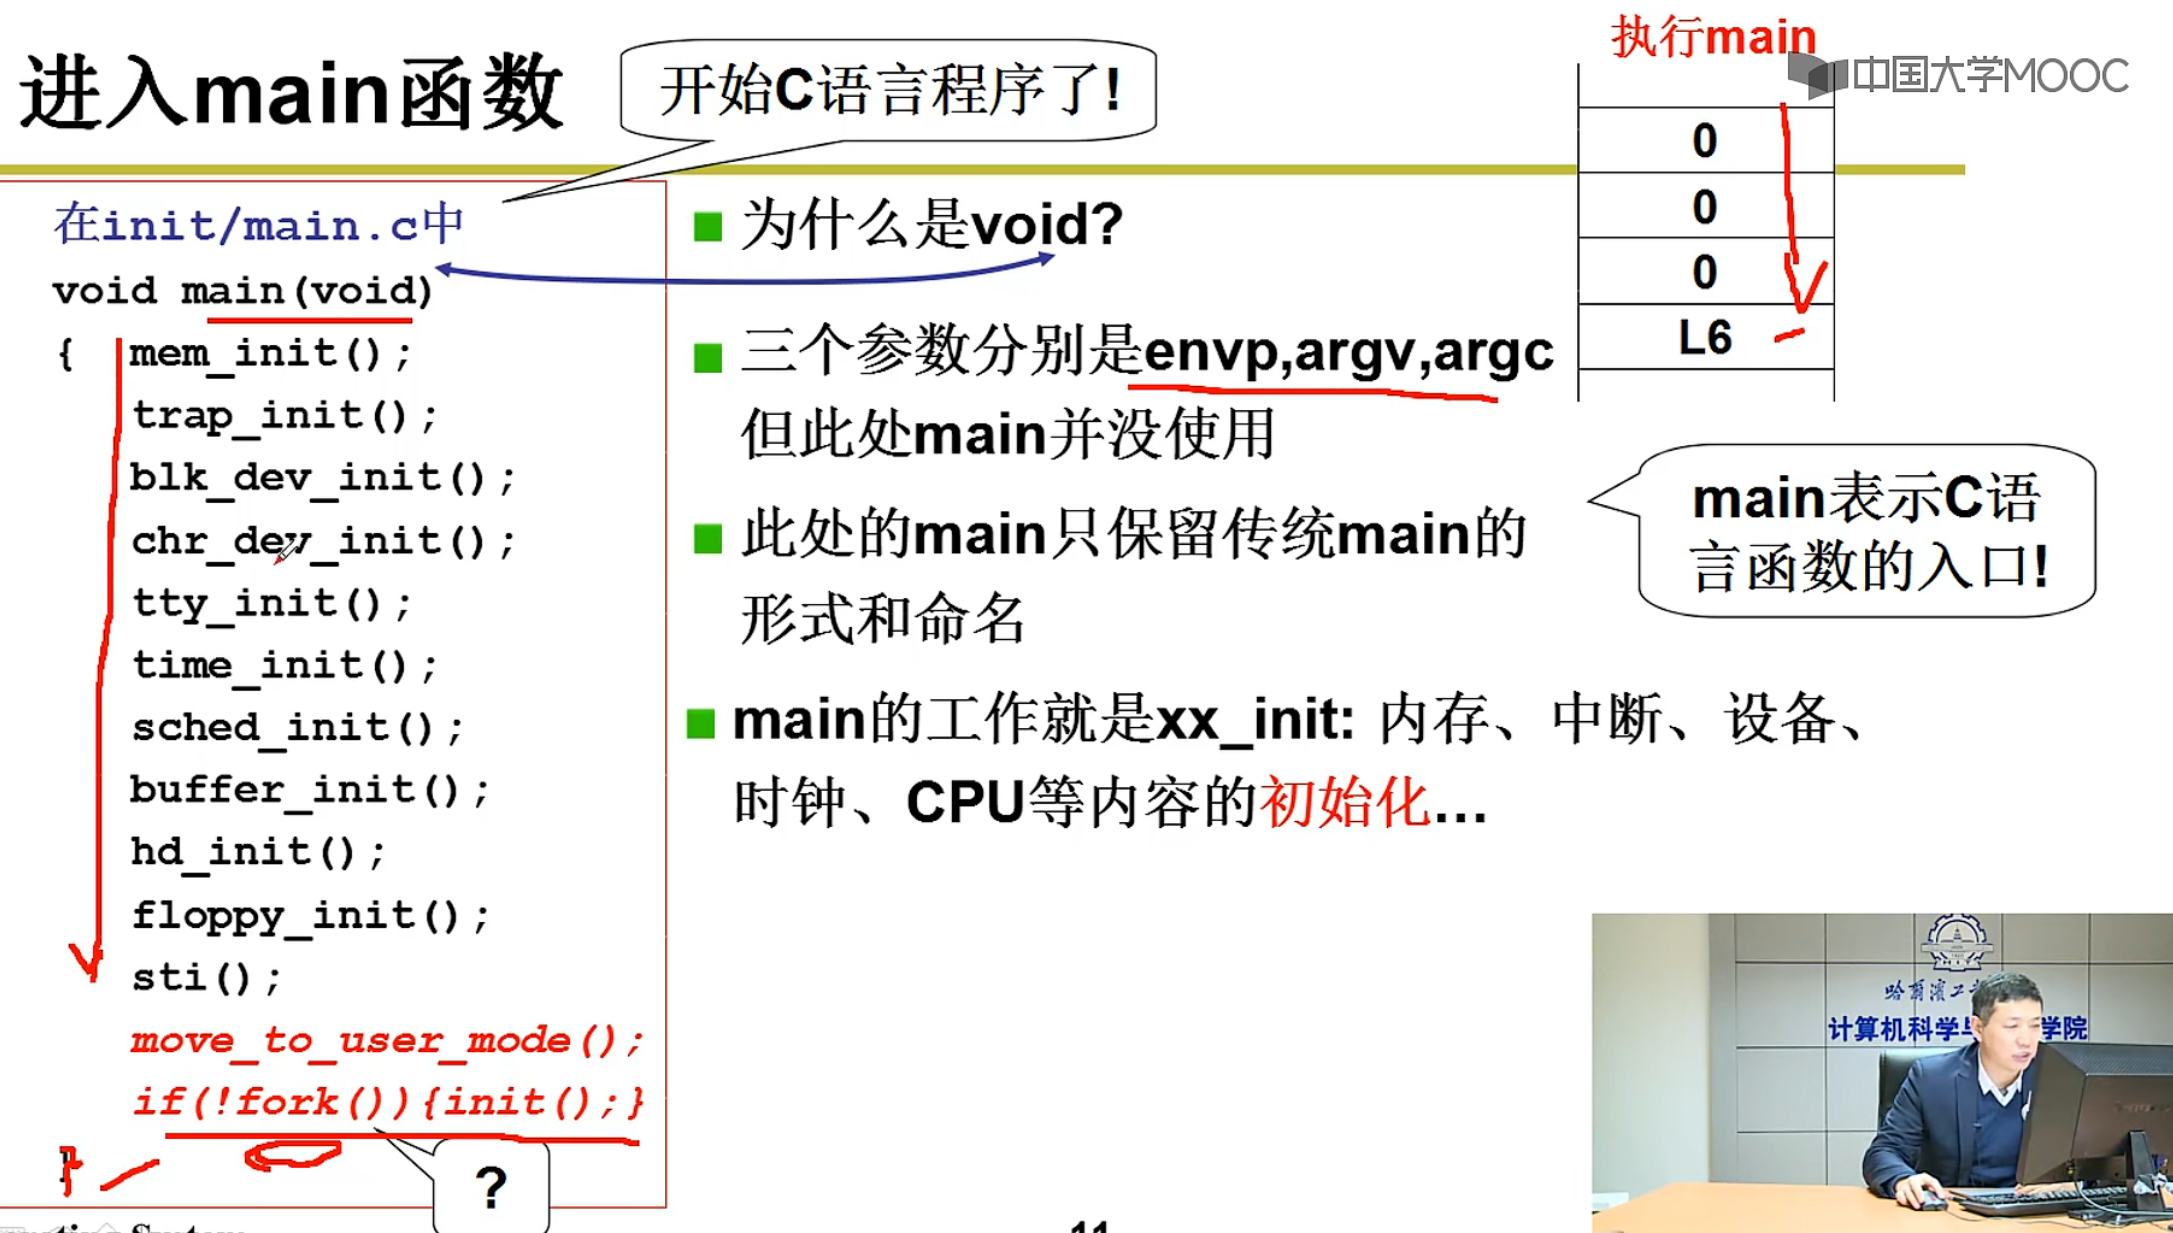 进入main函数
开始C语言程序了!
执行main
中国大学MOOC
0
0
0
L6
在init/main.c中
void main(void)
{ mem_init();
trap_init();
blk_dev_init();
chr_dev_init();
tty_init();
time_init();
sched_init();
buffer_init();
hd_init();
floppy_init();
sti();
move_to_user_mode();
if(!fork()){init();}
}
?
为什么是void?
三个参数分别是envp,argv,argc
但此处main并没使用
此处的main只保留传统main的
形式和命名
main表示C语
言函数的入口!
main的工作就是xx_init: 内存、中断、设备、
时钟、CPU等内容的初始化...
哈尔滨工
计算机科学与 学院
11